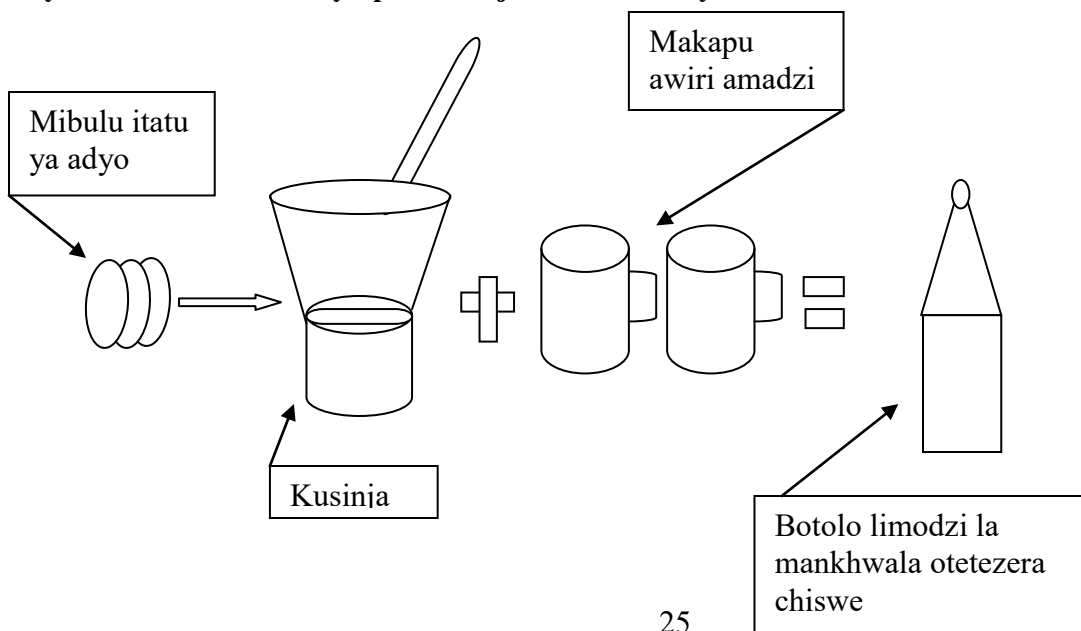 Makapu
awiri amadzi
Mibulu itatu
ya adyo
Kusinja
Botolo limodzi la
mankhwala otetezera
chiswe
25